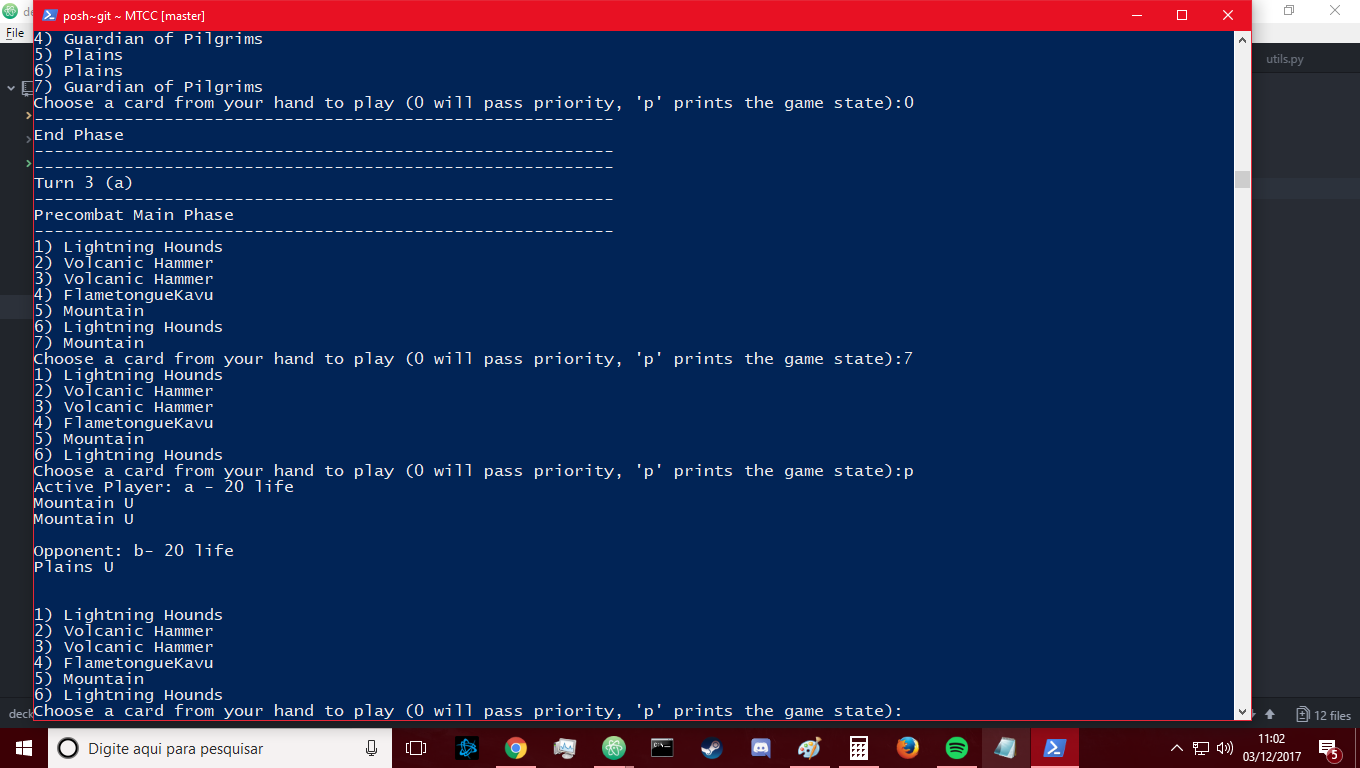 posh~git ~ MTCC [master]
File
utils.py
4) Guardian of Pilgrims
5) Plains
6) Plains
7) Guardian of Pilgrims
Choose a card from your hand to play (0 will pass priority, 'p' prints the game state):0
----------------------------------------------------------
End Phase
----------------------------------------------------------
----------------------------------------------------------
Turn 3 (a)
----------------------------------------------------------
Precombat Main Phase
----------------------------------------------------------
1) Lightning Hounds
2) Volcanic Hammer
3) Volcanic Hammer
4) FlametongueKavu
5) Mountain
6) Lightning Hounds
7) Mountain
Choose a card from your hand to play (0 will pass priority, 'p' prints the game state):7
1) Lightning Hounds
2) Volcanic Hammer
3) Volcanic Hammer
4) FlametongueKavu
5) Mountain
6) Lightning Hounds
Choose a card from your hand to play (0 will pass priority, 'p' prints the game state):p
Active Player: a - 20 life
Mountain U
Mountain U
Opponent: b- 20 life
Plains U
1) Lightning Hounds
2) Volcanic Hammer
3) Volcanic Hammer
4) FlametongueKavu
5) Mountain
6) Lightning Hounds
Choose a card from your hand to play (0 will pass priority, 'p' prints the game state):
deck
12 files
Digite aqui para pesquisar
11:02
03/12/2017
5